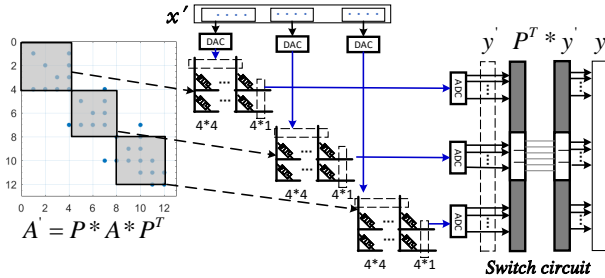 x'
DAC
DAC
DAC
y' P^T * y' y
0
2
4
6
8
10
12
0 2 4 6 8 10 12
4*4 4*1
4*4 4*1
4*4 4*1
ADC
ADC
ADC
A' = P * A * P^T
Switch circuit